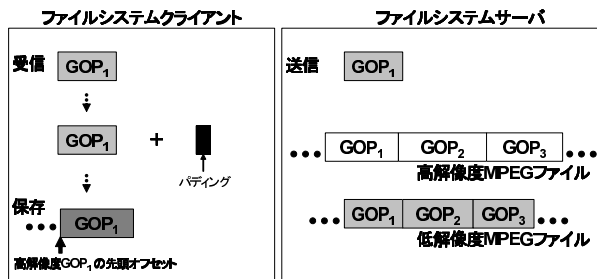 ファイルシステムクライアント
受信
GOP1
GOP1
+
パディング
保存
•••
GOP1
高解像度GOP1の先頭オフセット
ファイルシステムサーバ
送信
GOP1
••• GOP1 GOP2 GOP3 •••
高解像度MPEGファイル
••• GOP1 GOP2 GOP3 •••
低解像度MPEGファイル